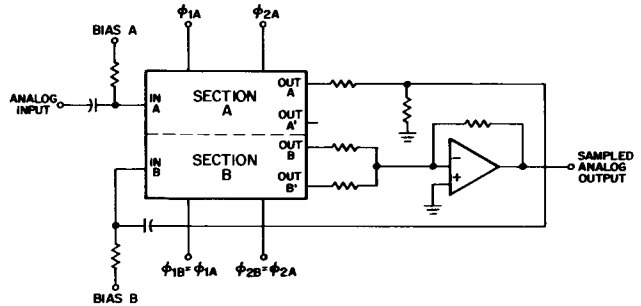 ϕ1A
ϕ2A
BIAS A
ANALOG
INPUT
IN
A
SECTION
A
OUT
A
OUT
A'
IN
B
SECTION
B
OUT
B
OUT
B'
−
+
SAMPLED
ANALOG
OUTPUT
ϕ1B = ϕ1A
ϕ2B = ϕ2A
BIAS B